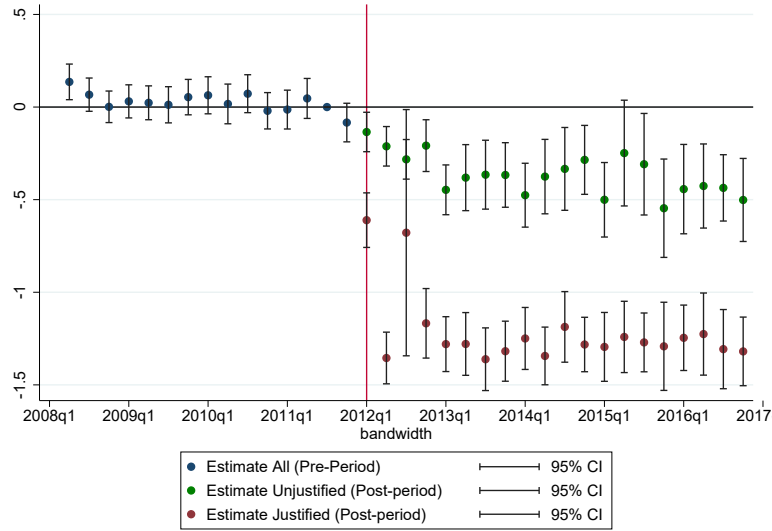 .5
0
-.5
-1
-1.5
2008q1 2009q1 2010q1 2011q1 2012q1 2013q1 2014q1 2015q1 2016q1 2017
bandwidth
Estimate All (Pre-Period) 95% CI
Estimate Unjustified (Post-period) 95% CI
Estimate Justified (Post-period) 95% CI